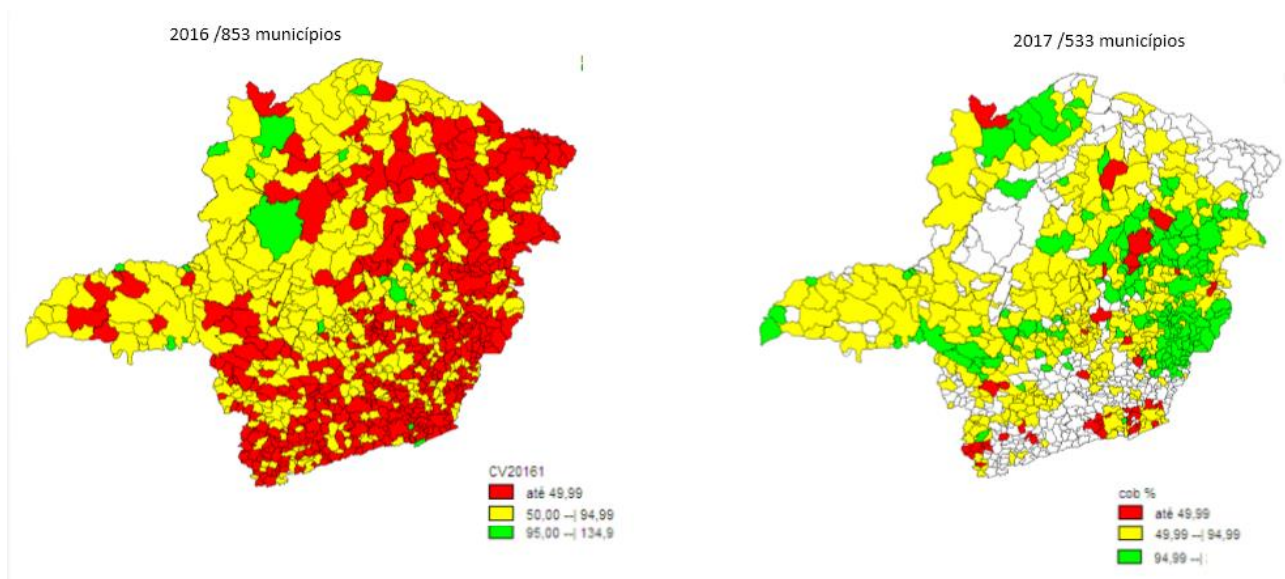 2016 /853 municípios
2017 /533 municípios
CV20161
até 49,99
50,00 --| 94,99
95,00 --| 134,9
cob %
até 49,99
49,99 --| 94,99
94,99 --|